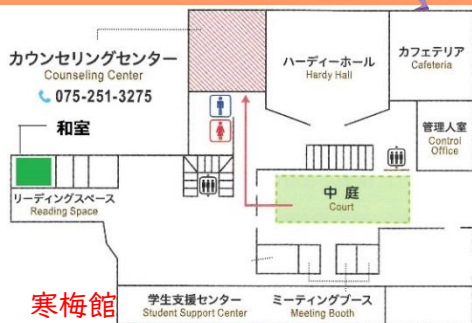 カウンセリングセンター
Counseling Center
075-251-3275
和室
リーディングスペース
Reading Space
ハーディーホール
Hardy Hall
カフェテリア
Cafeteria
管理人室
Control
Office
中庭
Court
寒梅館
学生支援センター
Student Support Center
ミーティングブース
Meeting Booth